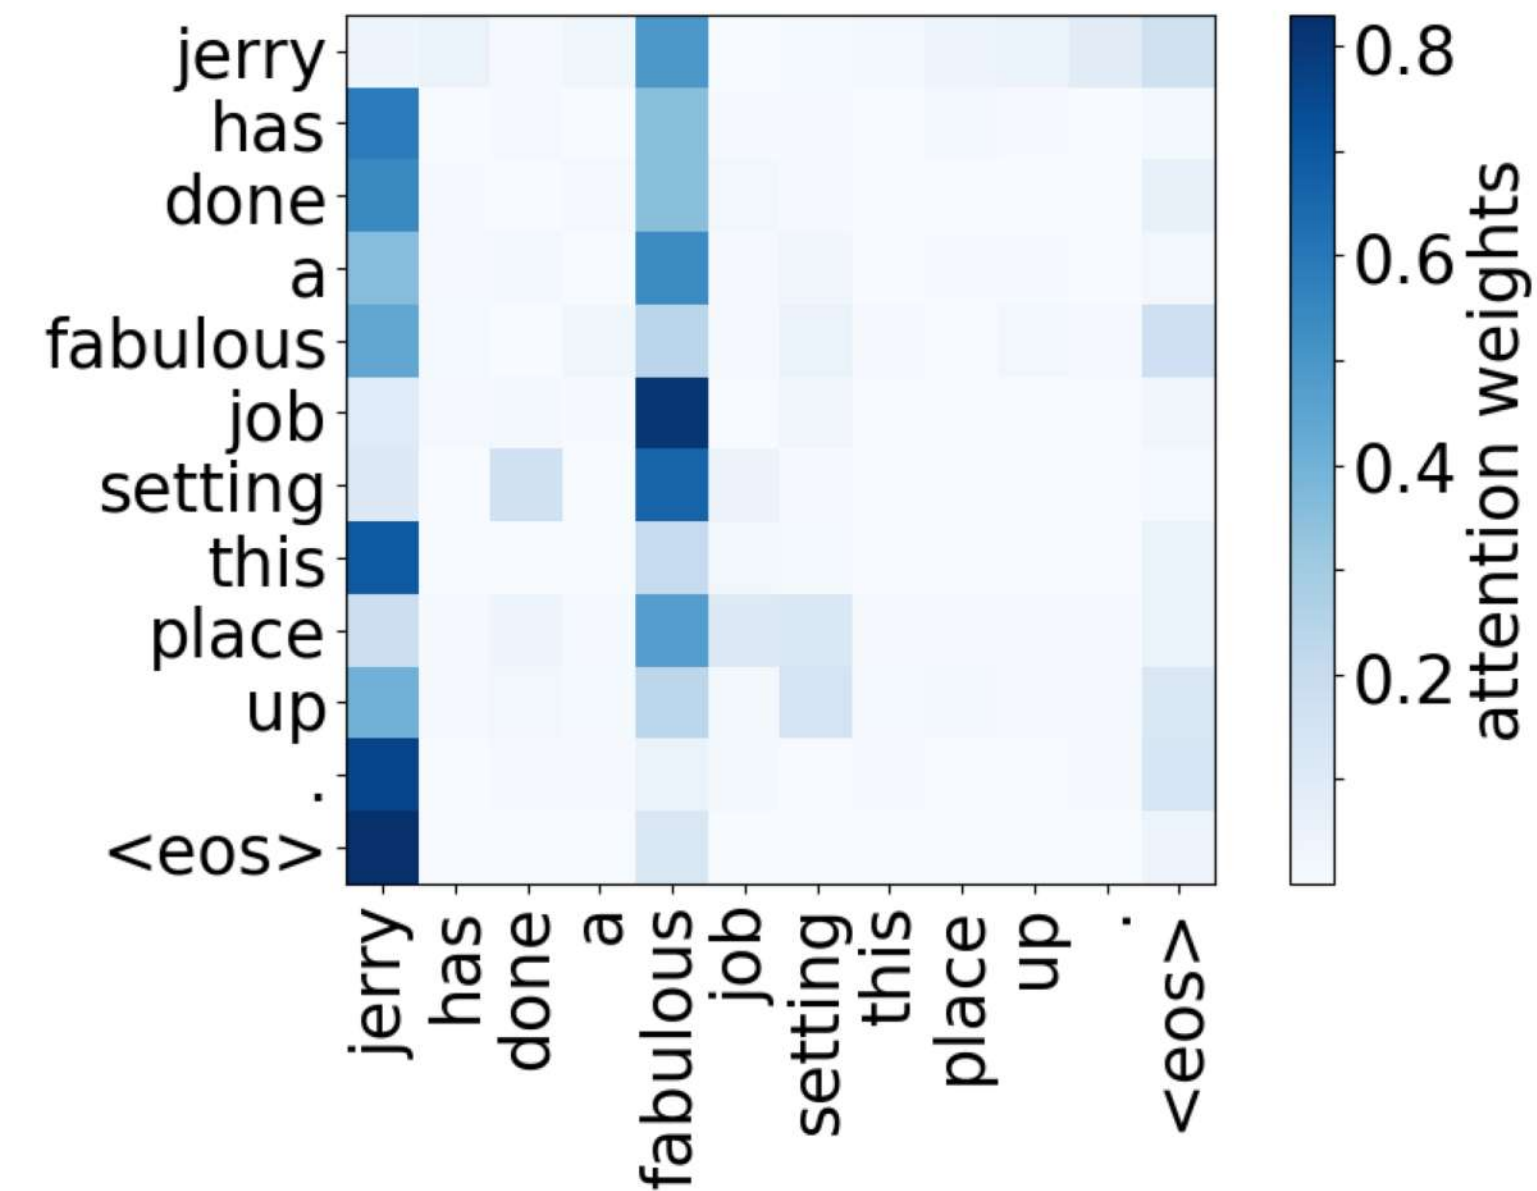 jerry
has
done
a
fabulous
job
setting
this
place
up
.
<eos>
jerry
has
done
a
fabulous
job
setting
this
place
up
.
<eos>
0.8
0.6
0.4
0.2
attention weights